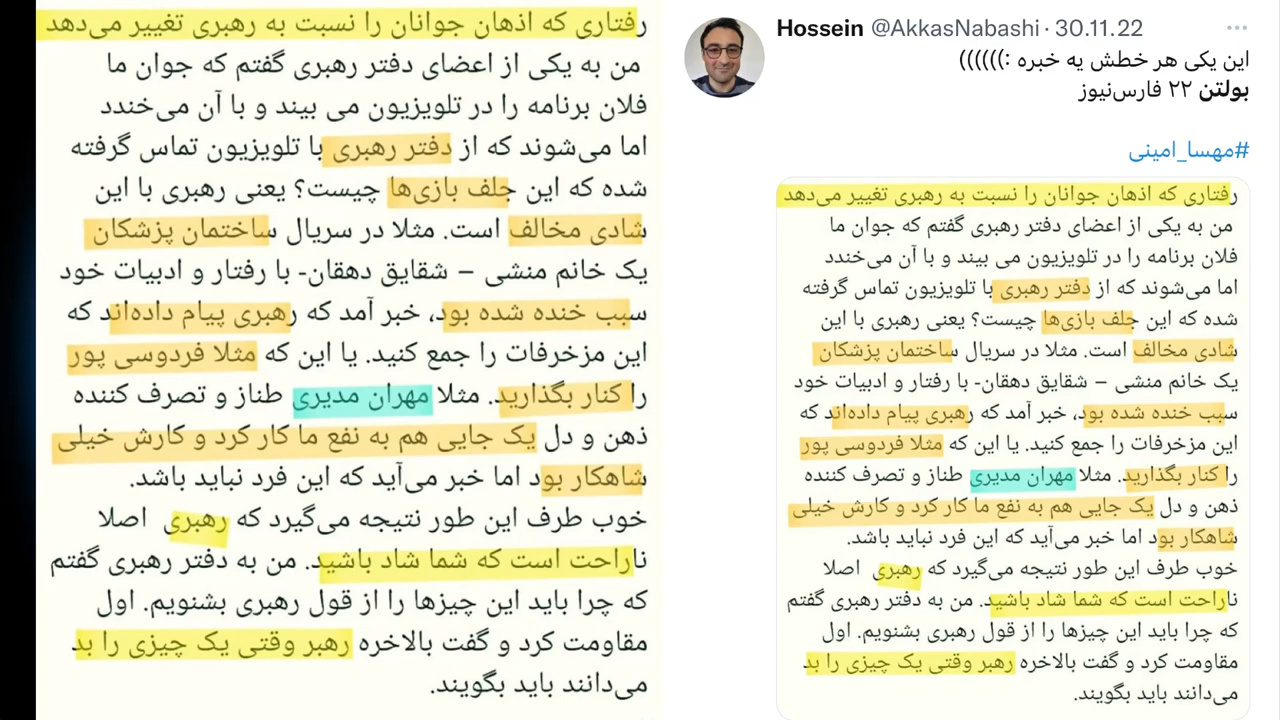 رفتاری که اذهان جوانان را نسبت به رهبری تغییر می‌دهد
من به یکی از اعضای دفتر رهبری گفتم که جوان ما
فلان برنامه را در تلویزیون می بیند و با آن می‌خندد
اما می‌شوند که از دفتر رهبری با تلویزیون تماس گرفته
شده که این جلف بازی‌ها چیست؟ یعنی رهبری با این
شادی مخالف است. مثلا در سریال ساختمان پزشکان
یک خانم منشی – شقایق دهقان- با رفتار و ادبیات خود
سبب خنده شده بود، خبر آمد که رهبری پیام داده‌اند که
این مزخرفات را جمع کنید. یا این که مثلا فردوسی پور
را کنار بگذارید. مثلا مهران مدیری طناز و تصرف کننده
ذهن و دل یک جایی هم به نفع ما کار کرد و کارش خیلی
شاهکار بود اما خبر می‌آید که این فرد نباید باشد.
خوب طرف این طور نتیجه می‌گیرد که رهبری اصلا
ناراحت است که شما شاد باشید. من به دفتر رهبری گفتم
که چرا باید این چیزها را از قول رهبری بشنویم. اول
مقاومت کرد و گفت بالاخره رهبر وقتی یک چیزی را بد
می‌دانند باید بگویند.
Hossein @AkkasNabashi · 30.11.22
این یکی هر خطش یه خبره :))))))
بولتن ۲۲ فارس‌نیوز
#مهسا_امینی
رفتاری که اذهان جوانان را نسبت به رهبری تغییر می‌دهد
من به یکی از اعضای دفتر رهبری گفتم که جوان ما
فلان برنامه را در تلویزیون می بیند و با آن می‌خندد
اما می‌شوند که از دفتر رهبری با تلویزیون تماس گرفته
شده که این جلف بازی‌ها چیست؟ یعنی رهبری با این
شادی مخالف است. مثلا در سریال ساختمان پزشکان
یک خانم منشی – شقایق دهقان- با رفتار و ادبیات خود
سبب خنده شده بود، خبر آمد که رهبری پیام داده‌اند که
این مزخرفات را جمع کنید. یا این که مثلا فردوسی پور
را کنار بگذارید. مثلا مهران مدیری طناز و تصرف کننده
ذهن و دل یک جایی هم به نفع ما کار کرد و کارش خیلی
شاهکار بود اما خبر می‌آید که این فرد نباید باشد.
خوب طرف این طور نتیجه می‌گیرد که رهبری اصلا
ناراحت است که شما شاد باشید. من به دفتر رهبری گفتم
که چرا باید این چیزها را از قول رهبری بشنویم. اول
مقاومت کرد و گفت بالاخره رهبر وقتی یک چیزی را بد
می‌دانند باید بگویند.